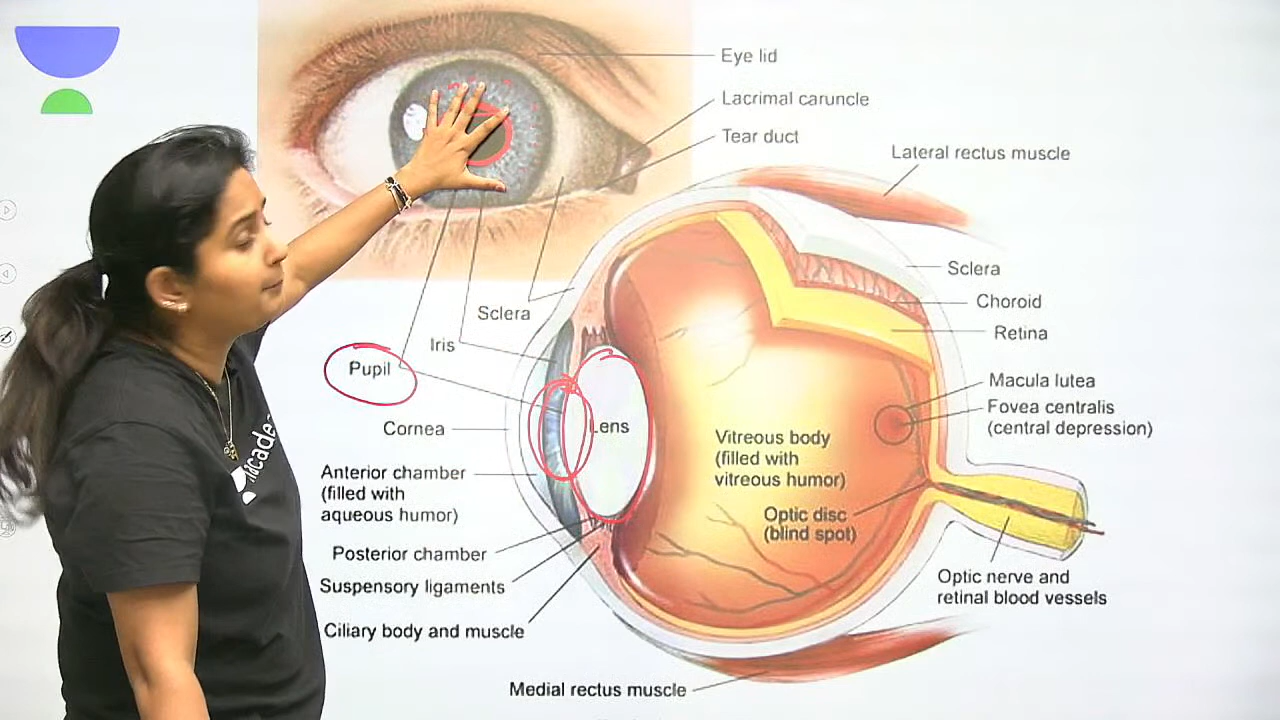 Eye lid
Lacrimal caruncle
Tear duct
Lateral rectus muscle
Sclera
Sclera
Choroid
Iris
Retina
Pupil
Macula lutea
Cornea
Lens
Fovea centralis
(central depression)
Vitreous body
(filled with
vitreous humor)
Anterior chamber
(filled with
aqueous humor)
Optic disc
(blind spot)
Posterior chamber
Suspensory ligaments
Optic nerve and
retinal blood vessels
Ciliary body and muscle
Medial rectus muscle